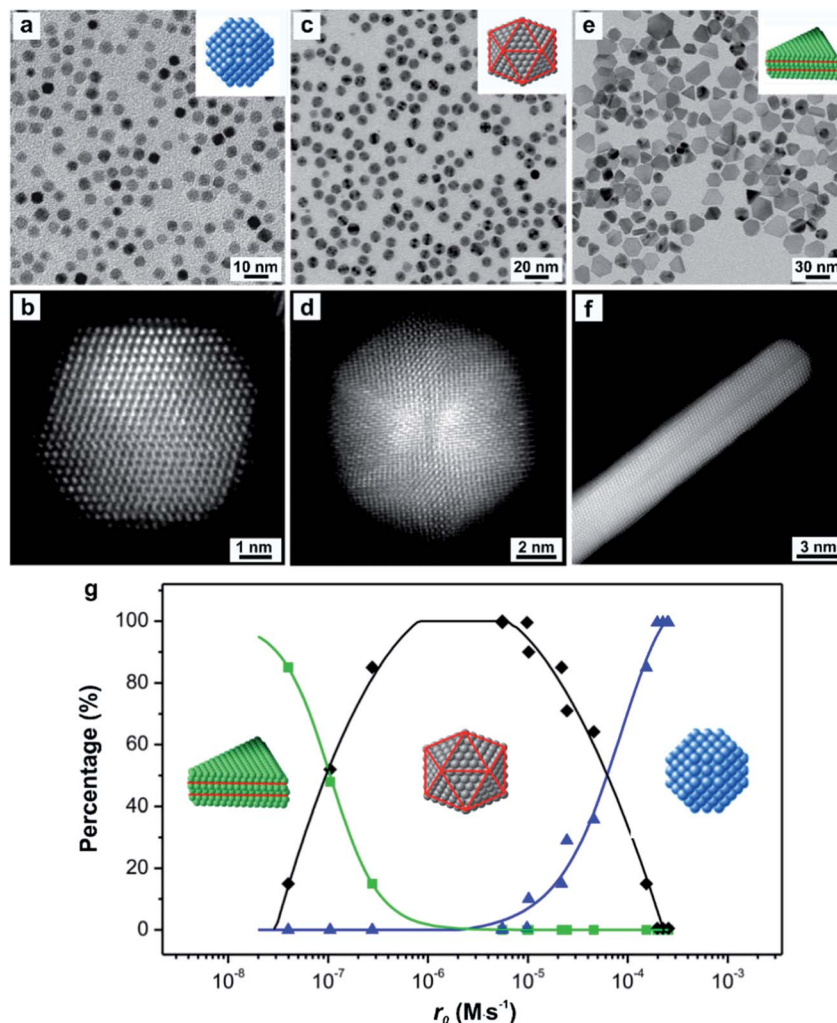 a
c
e
10 nm
20 nm
30 nm
b
d
f
1 nm
2 nm
3 nm
g
100
80
60
40
20
0
Percentage (%)
10⁻⁸ 10⁻⁷ 10⁻⁶ 10⁻⁵ 10⁻⁴ 10⁻³
r₀ (M·s⁻¹)